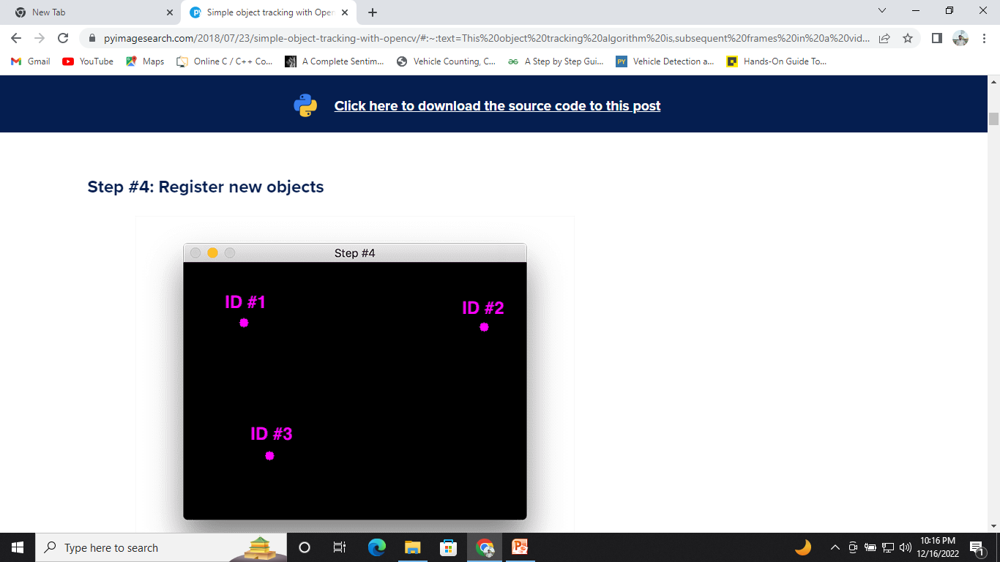 New Tab
Simple object tracking with Open
pyimagesearch.com/2018/07/23/simple-object-tracking-with-opencv/#:~:text=This%20object%20tracking%20algorithm%20is,subsequent%20frames%20in%20a%20vid...
Gmail
YouTube
Maps
Online C / C++ Co...
A Complete Sentim...
Vehicle Counting, C...
A Step by Step Gui...
PY
Vehicle Detection a...
Hands-On Guide To...
Click here to download the source code to this post
Step #4: Register new objects
Step #4
ID #1
ID #2
ID #3
Type here to search
10:16 PM
12/16/2022
1